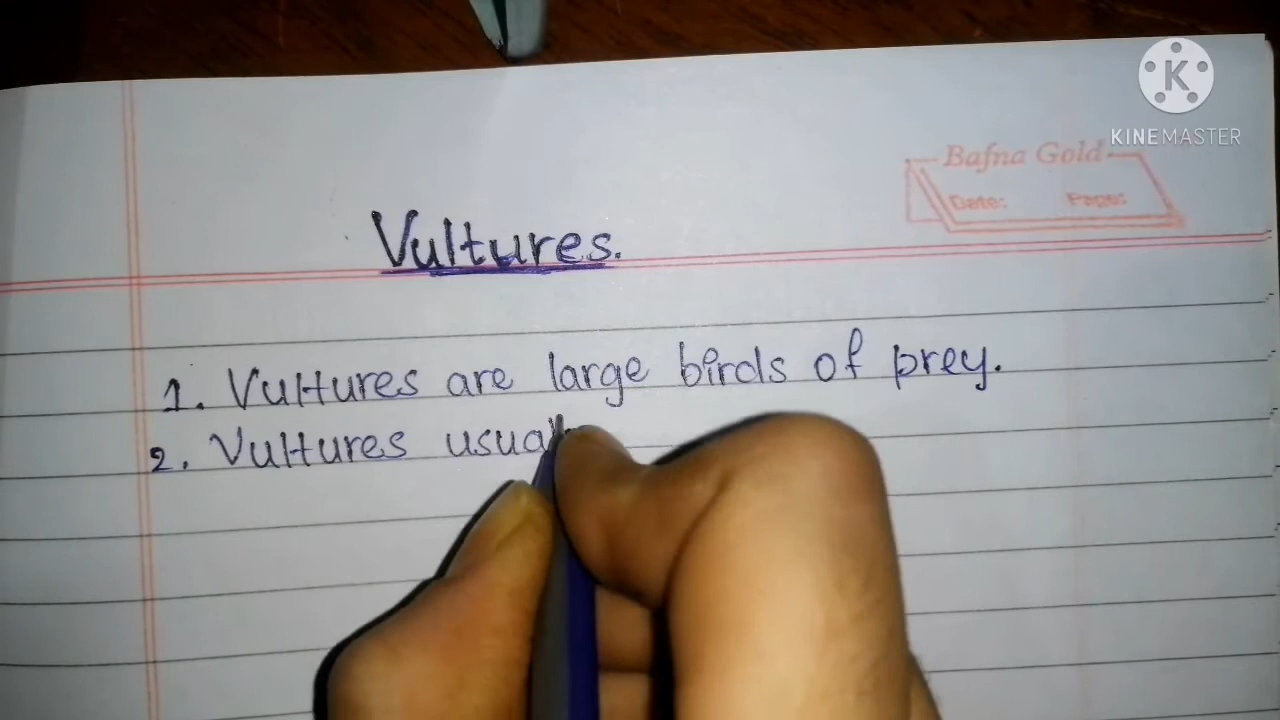 K
KINEMASTER
Bafna Gold
Date: Page:
Vultures.
1. Vultures are large birds of prey.
2. Vultures usual